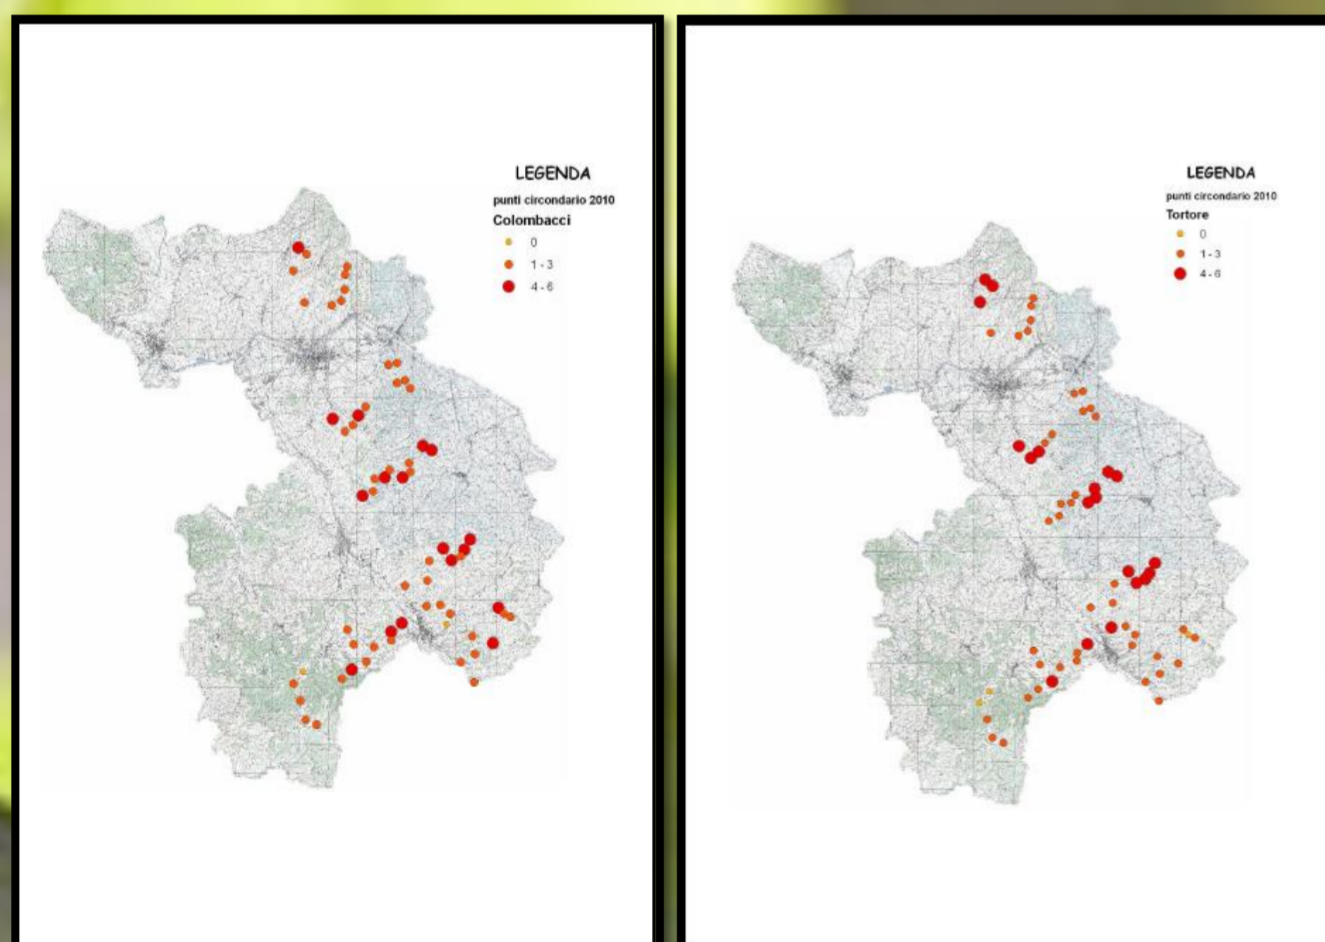 LEGENDA
punti circondario 2010
Colombacci
0
1 - 3
4 - 6
LEGENDA
punti circondario 2010
Tortore
0
1 - 3
4 - 6